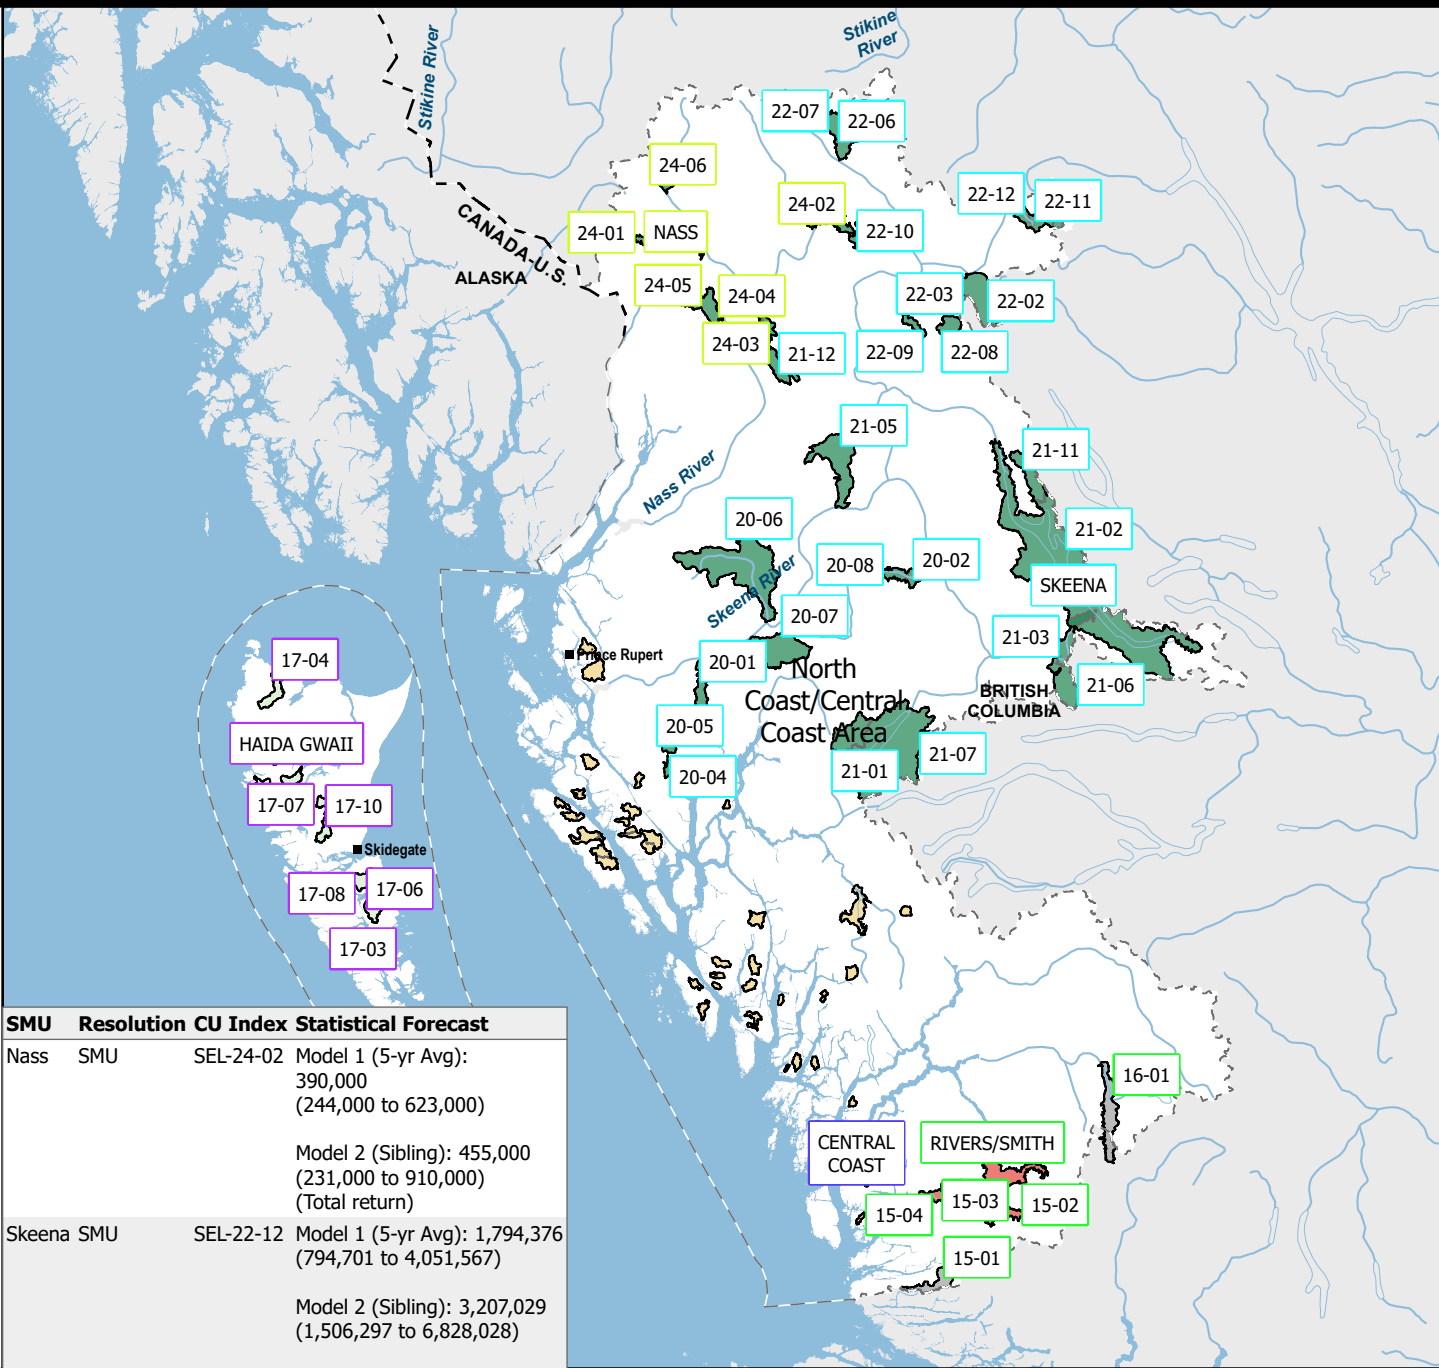 Stikine
River
Stikine River
22-07
22-06
24-06
22-12
22-11
24-02
CANADA-U.S.
24-01
NASS
22-10
ALASKA
24-05
24-04
22-03
22-02
24-03
21-12
22-09
22-08
21-05
21-11
Nass River
20-06
21-02
20-08
20-02
SKEENA
Skeena River
20-07
21-03
17-04
Prince Rupert
20-01
North
Coast/Central
Coast Area
21-06
BRITISH
COLUMBIA
20-05
HAIDA GWAII
21-01
21-07
20-04
17-07
17-10
Skidegate
17-08
17-06
17-03
SMU Resolution CU Index Statistical Forecast
Nass SMU SEL-24-02 Model 1 (5-yr Avg):
390,000
(244,000 to 623,000)
Model 2 (Sibling): 455,000
(231,000 to 910,000)
(Total return)
Skeena SMU SEL-22-12 Model 1 (5-yr Avg): 1,794,376
(794,701 to 4,051,567)
Model 2 (Sibling): 3,207,029
(1,506,297 to 6,828,028)
16-01
CENTRAL
COAST
RIVERS/SMITH
15-04
15-03
15-02
15-01